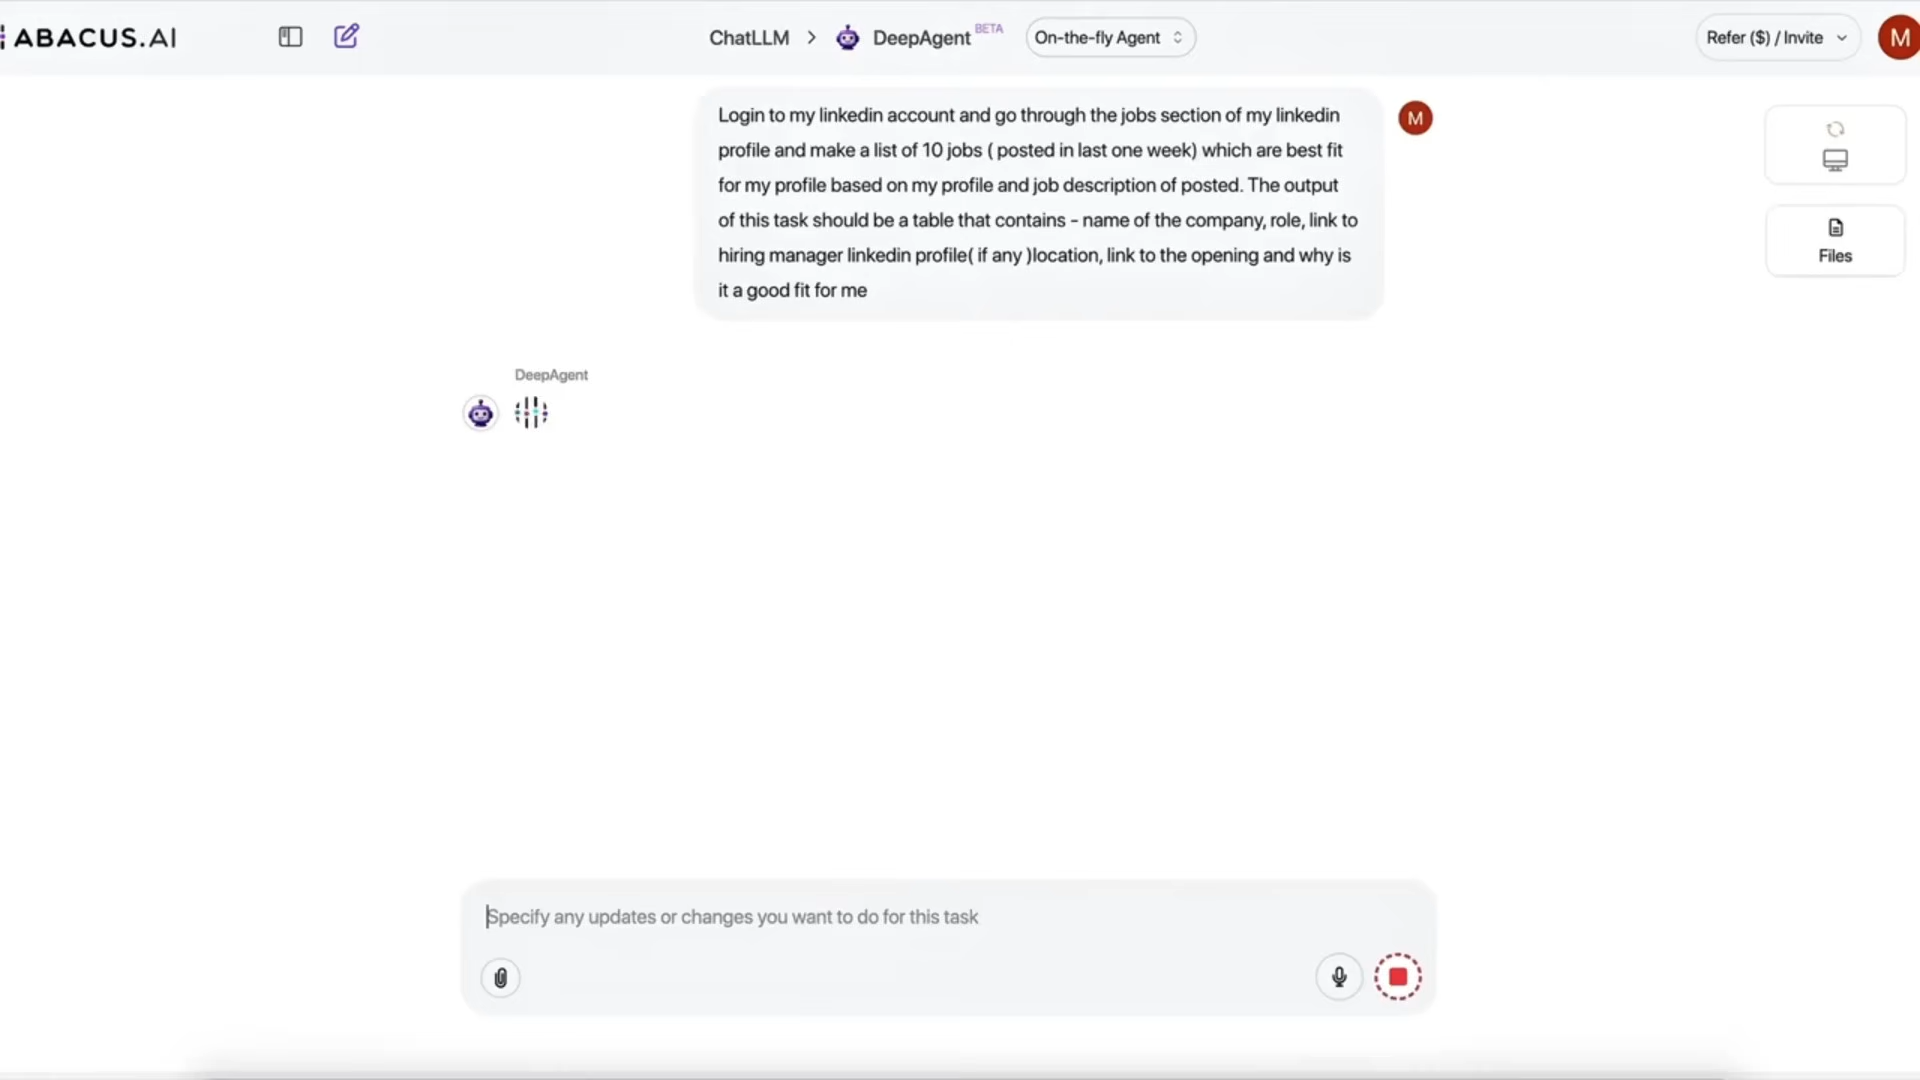 ABACUS.AI
ChatLLM > DeepAgent BETA
On-the-fly Agent
Refer ($) / Invite
M
Login to my linkedin account and go through the jobs section of my linkedin
profile and make a list of 10 jobs ( posted in last one week) which are best fit
for my profile based on my profile and job description of posted. The output
of this task should be a table that contains - name of the company, role, link to
hiring manager linkedin profile( if any )location, link to the opening and why is
it a good fit for me
M
Files
DeepAgent
Specify any updates or changes you want to do for this task